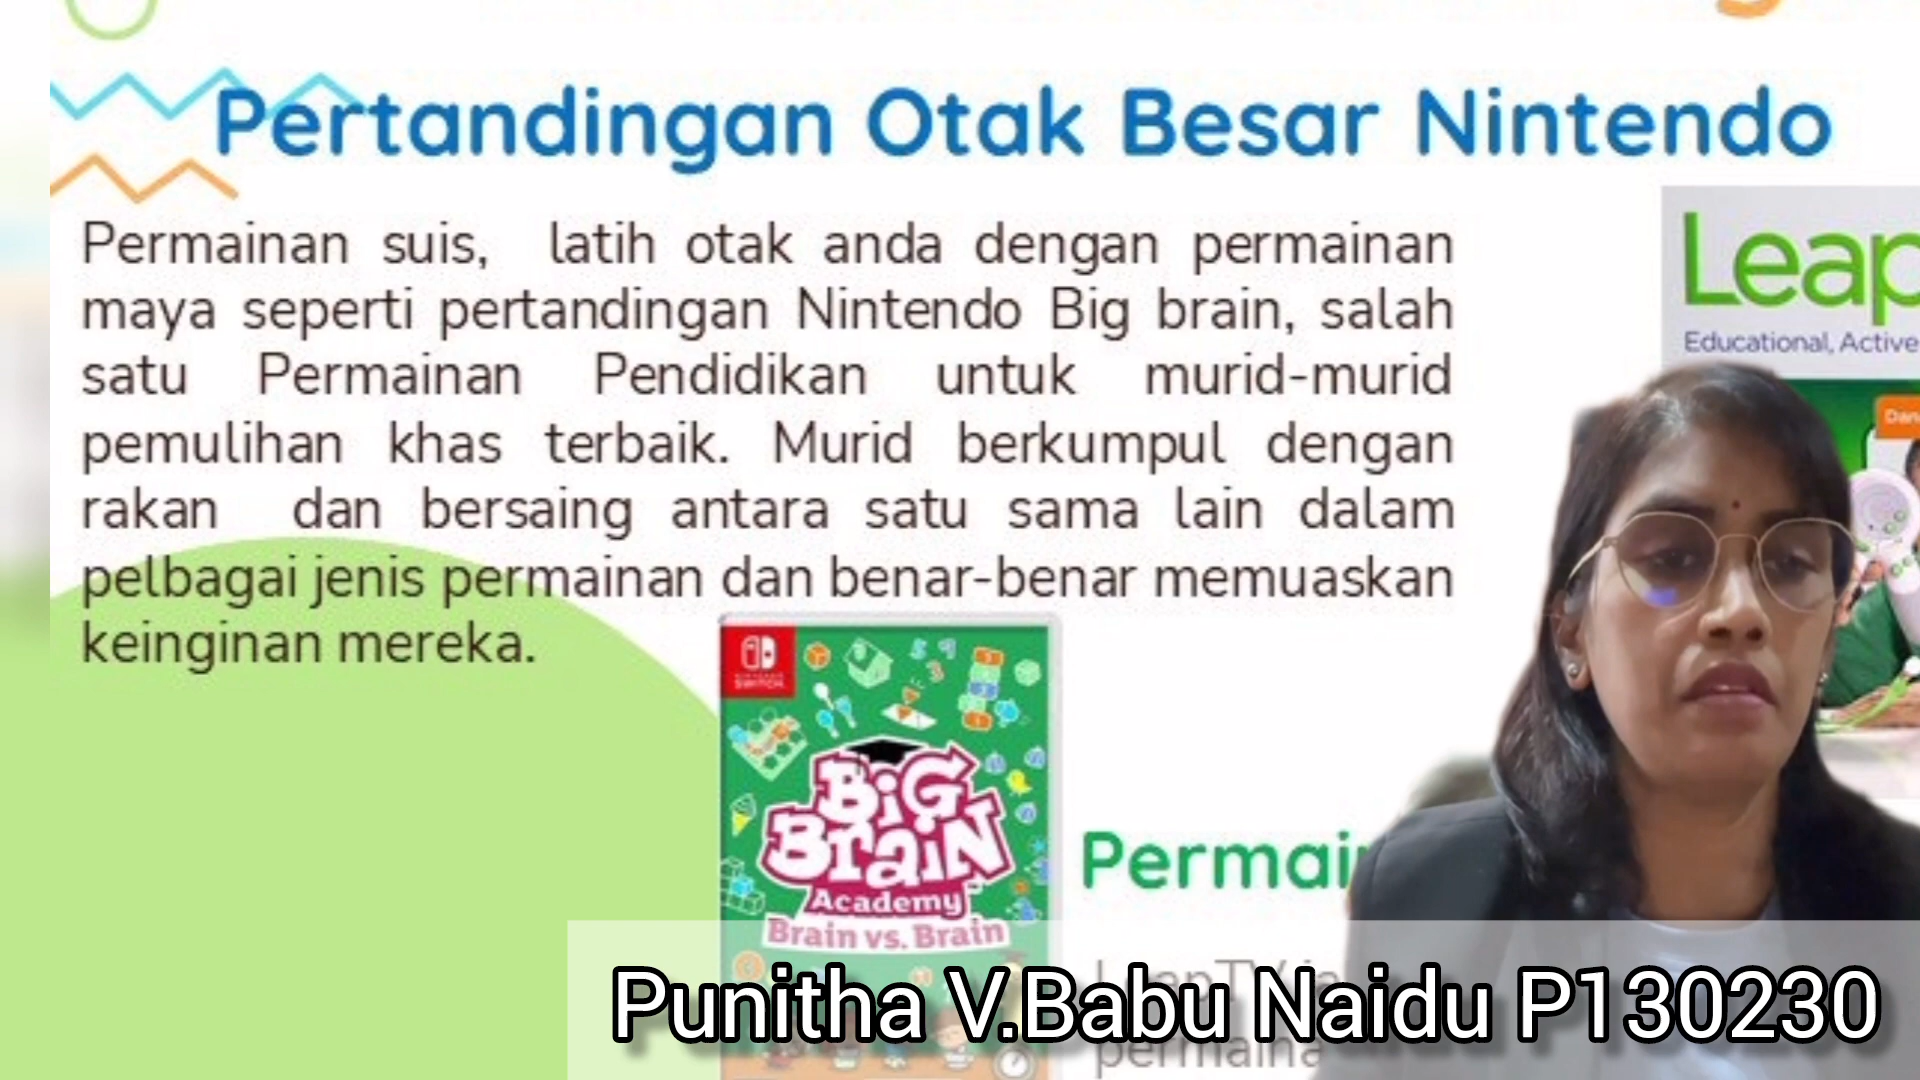 Pertandingan Otak Besar Nintendo
Permainan suis, latih otak anda dengan permainan
maya seperti pertandingan Nintendo Big brain, salah
satu Permainan Pendidikan untuk murid-murid
pemulihan khas terbaik. Murid berkumpul dengan
rakan dan bersaing antara satu sama lain dalam
pelbagai jenis permainan dan benar-benar memuaskan
keinginan mereka.
Leap
Educational, Active
NINTENDO
SWITCH
BiG
BRaiN
Academy
Brain vs. Brain
Punitha V.Babu Naidu P130230